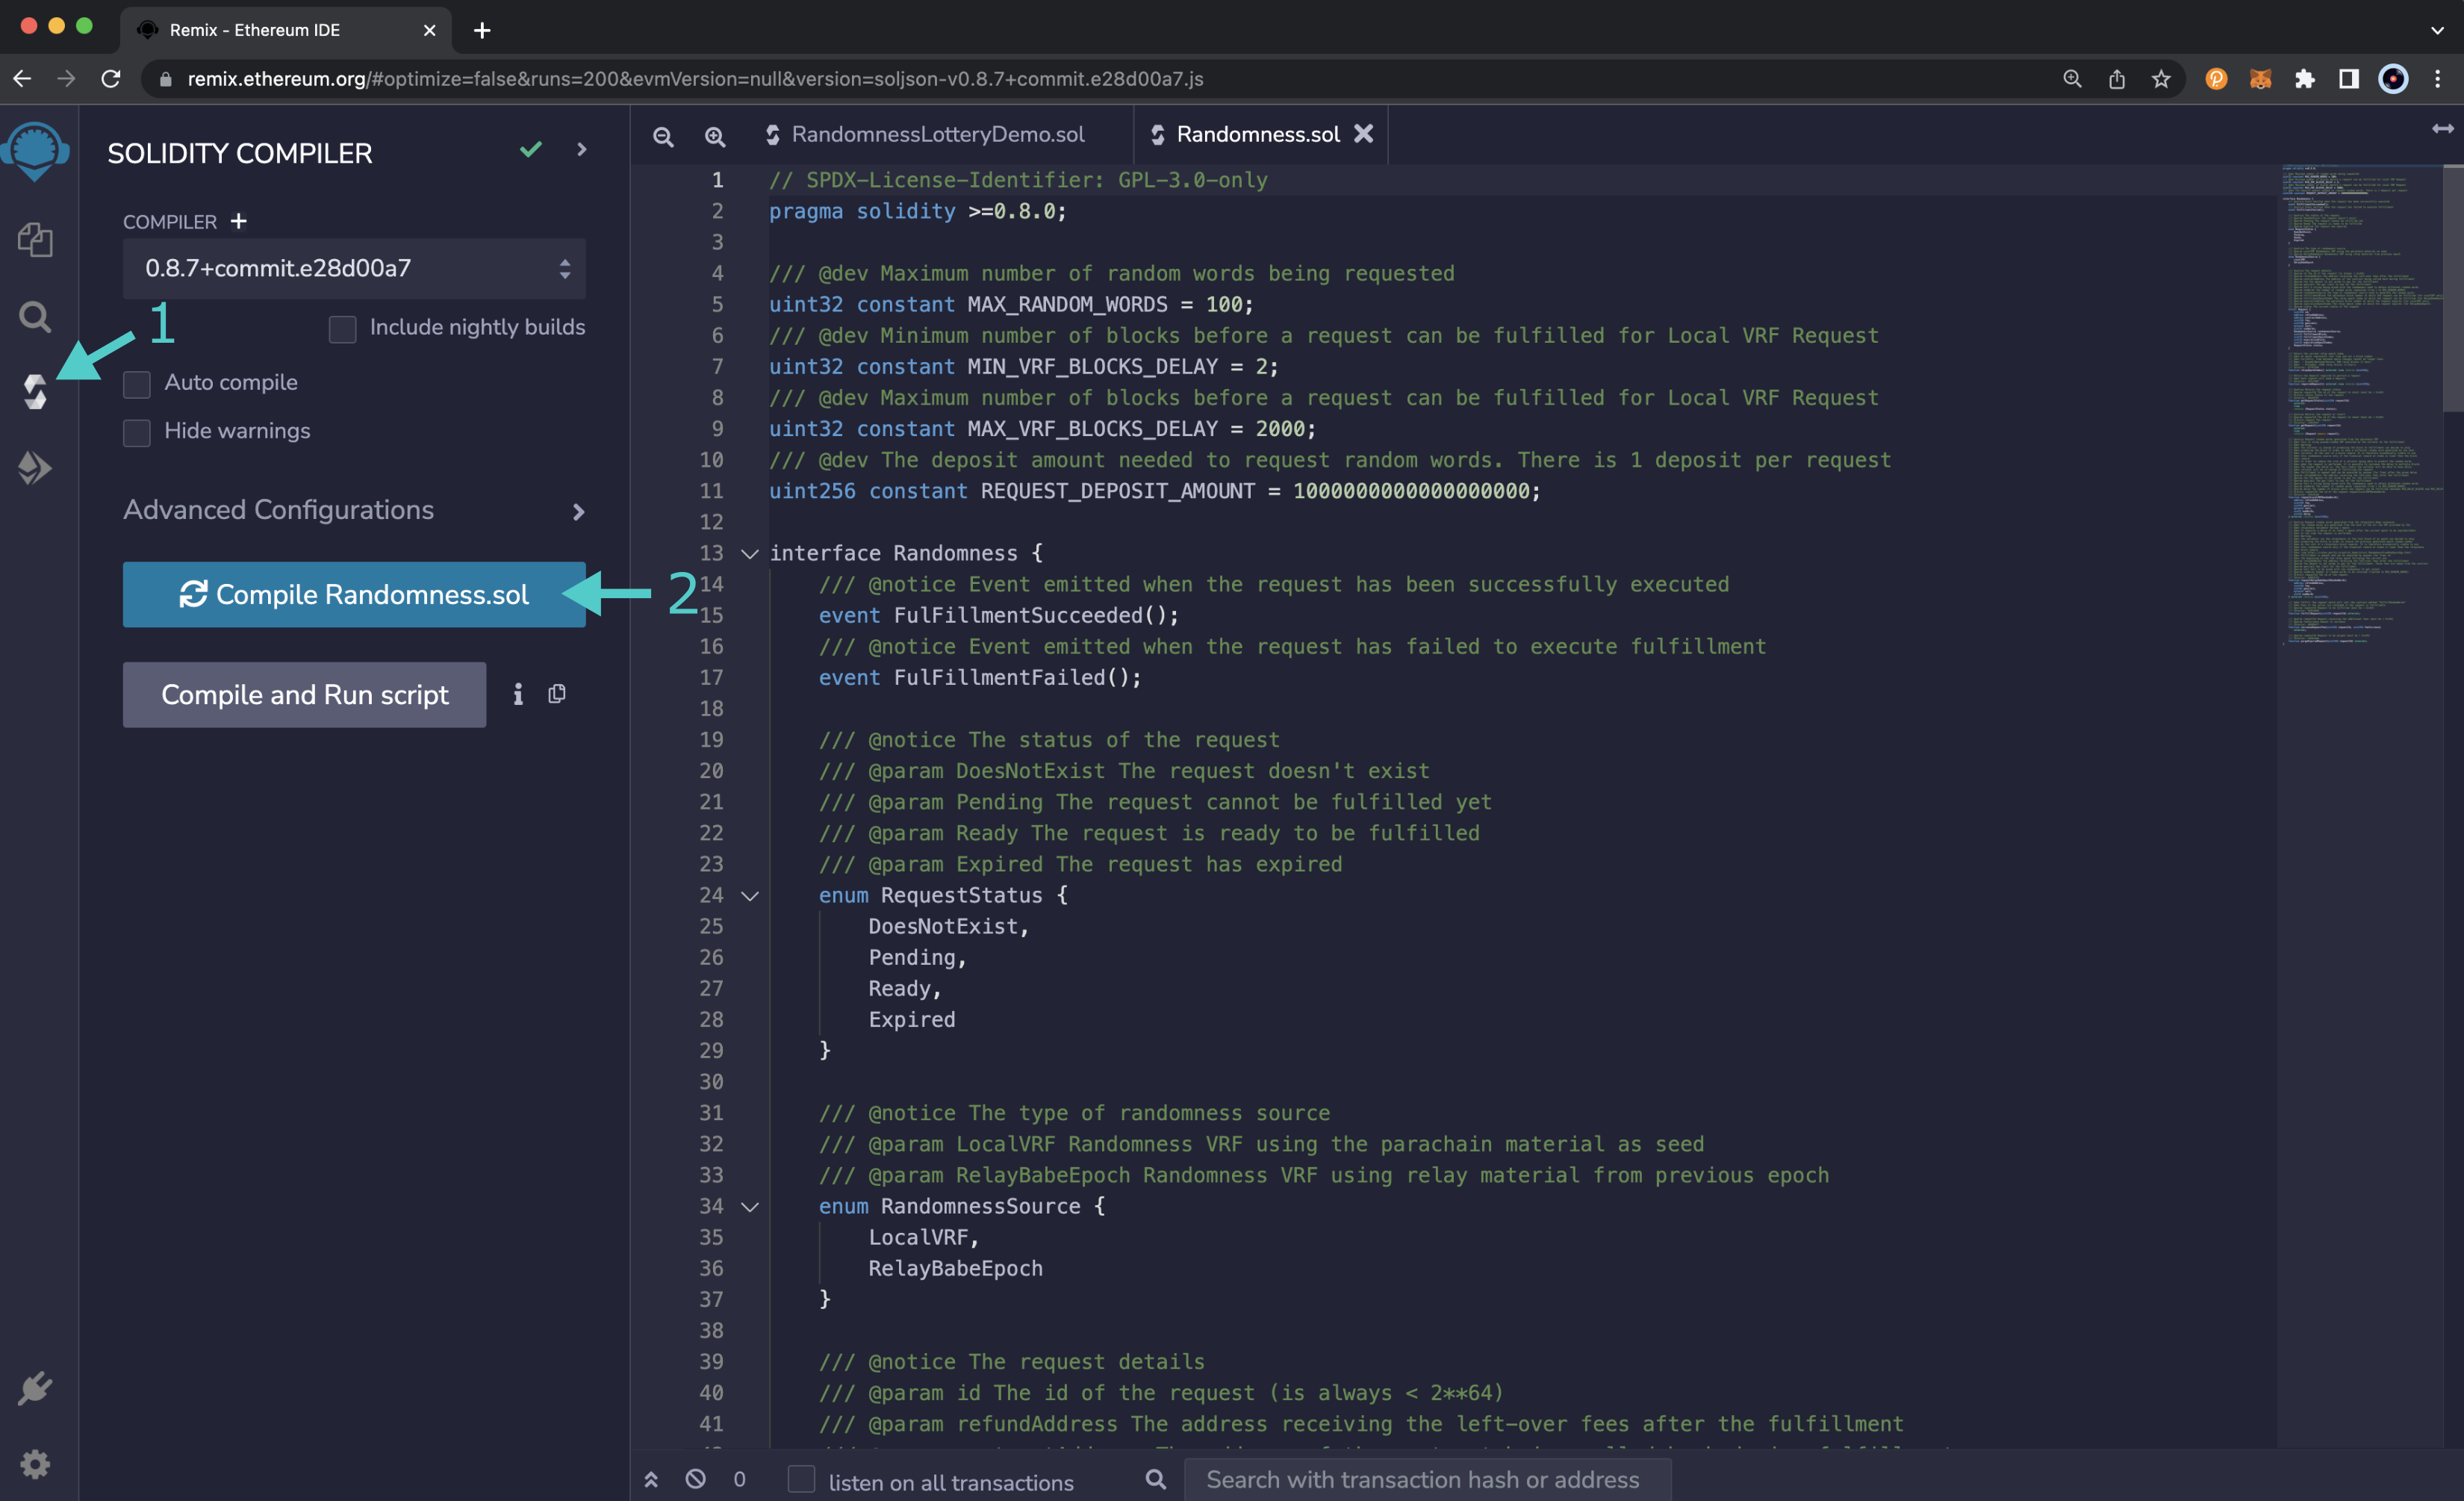 Remix - Ethereum IDE
remix.ethereum.org/#optimize=false&runs=200&evmVersion=null&version=soljson-v0.8.7+commit.e28d00a7.js
SOLIDITY COMPILER
COMPILER +
0.8.7+commit.e28d00a7
1
Include nightly builds
Auto compile
Hide warnings
Advanced Configurations
Compile Randomness.sol
2
Compile and Run script
RandomnessLotteryDemo.sol
Randomness.sol
1 // SPDX-License-Identifier: GPL-3.0-only
2 pragma solidity >=0.8.0;
3
4 /// @dev Maximum number of random words being requested
5 uint32 constant MAX_RANDOM_WORDS = 100;
6 /// @dev Minimum number of blocks before a request can be fulfilled for Local VRF Request
7 uint32 constant MIN_VRF_BLOCKS_DELAY = 2;
8 /// @dev Maximum number of blocks before a request can be fulfilled for Local VRF Request
9 uint32 constant MAX_VRF_BLOCKS_DELAY = 2000;
10 /// @dev The deposit amount needed to request random words. There is 1 deposit per request
11 uint256 constant REQUEST_DEPOSIT_AMOUNT = 1000000000000000000;
12
13 interface Randomness {
14 /// @notice Event emitted when the request has been successfully executed
15 event FulFillmentSucceeded();
16 /// @notice Event emitted when the request has failed to execute fulfillment
17 event FulFillmentFailed();
18
19 /// @notice The status of the request
20 /// @param DoesNotExist The request doesn't exist
21 /// @param Pending The request cannot be fulfilled yet
22 /// @param Ready The request is ready to be fulfilled
23 /// @param Expired The request has expired
24 enum RequestStatus {
25 DoesNotExist,
26 Pending,
27 Ready,
28 Expired
29 }
30
31 /// @notice The type of randomness source
32 /// @param LocalVRF Randomness VRF using the parachain material as seed
33 /// @param RelayBabeEpoch Randomness VRF using relay material from previous epoch
34 enum RandomnessSource {
35 LocalVRF,
36 RelayBabeEpoch
37 }
38
39 /// @notice The request details
40 /// @param id The id of the request (is always < 2**64)
41 /// @param refundAddress The address receiving the left-over fees after the fulfillment
0
listen on all transactions
Search with transaction hash or address